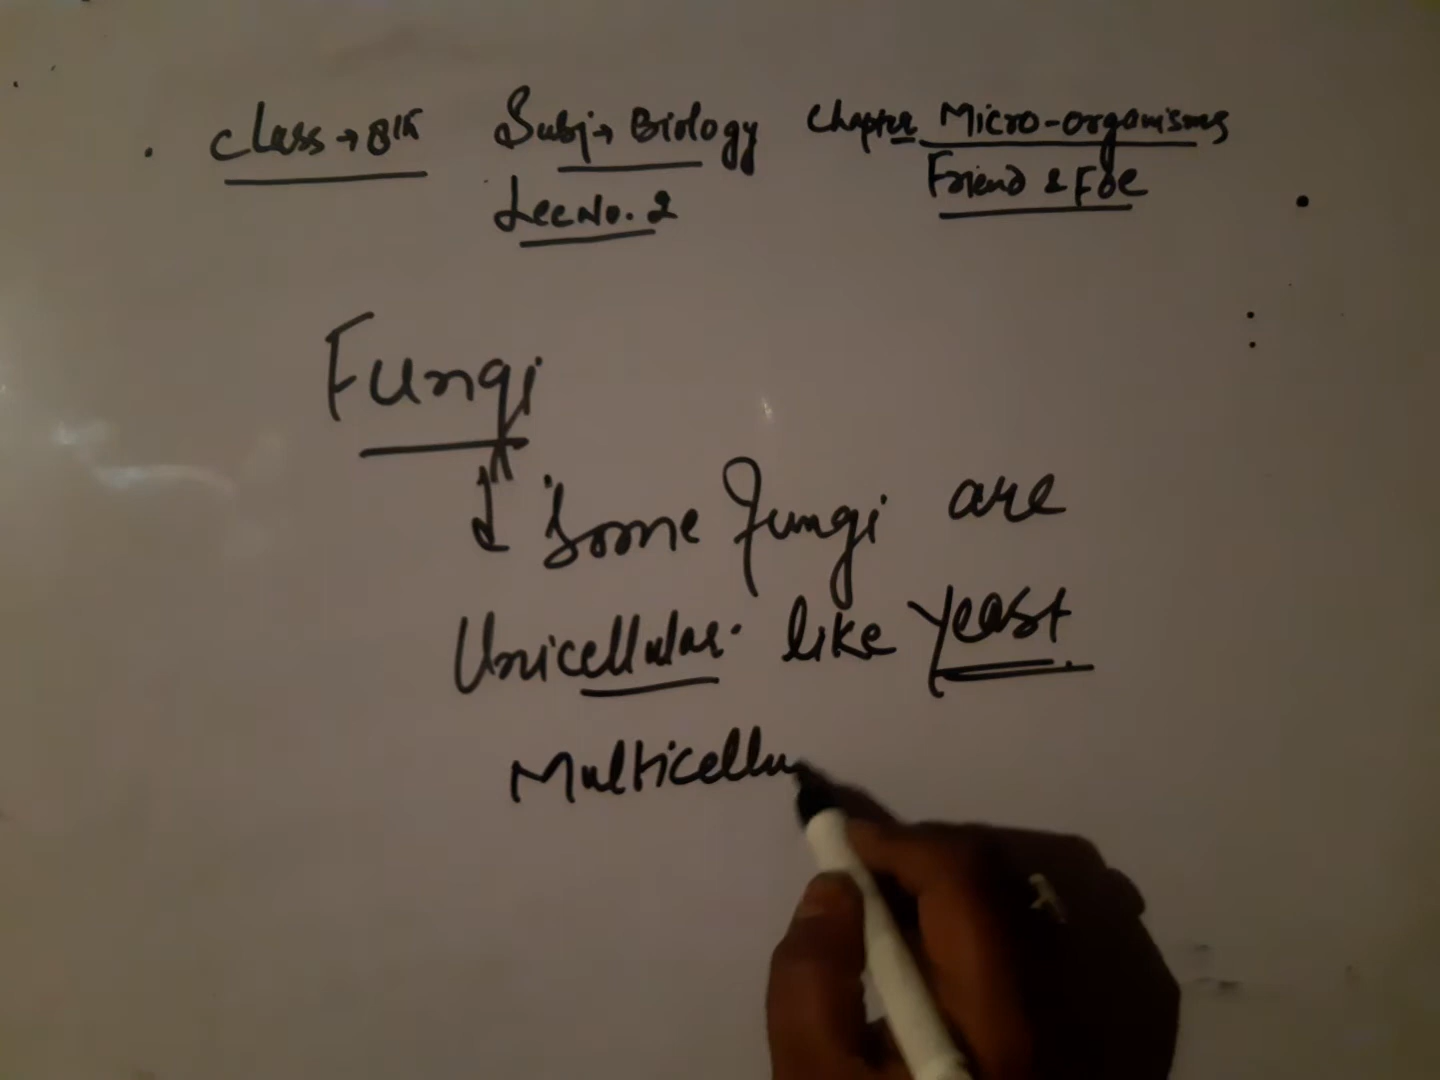 Class → 8th Subj → Biology Chapter Micro-organisms
Lec No. 2 Friend & Foe
Fungi
↓ Some fungi are
Unicellular. like yeast.
Multicellu